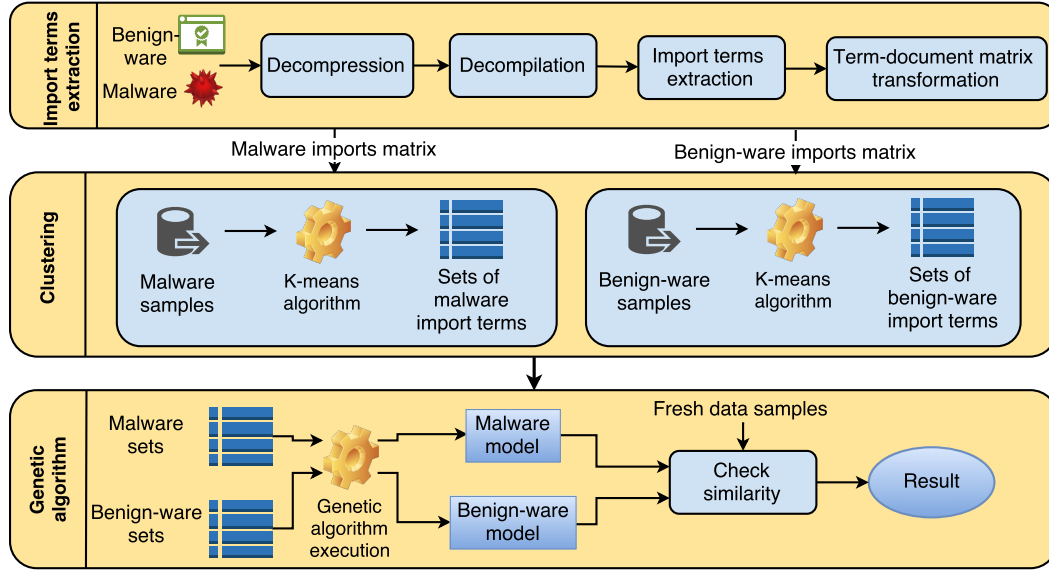 Import terms
extraction
Benign-
ware
Malware
Decompression
Decompilation
Import terms
extraction
Term-document matrix
transformation
Malware imports matrix
Benign-ware imports matrix
Clustering
Malware
samples
K-means
algorithm
Sets of
malware
import terms
Benign-ware
samples
K-means
algorithm
Sets of
benign-ware
import terms
Genetic
algorithm
Malware
sets
Benign-ware
sets
Genetic
algorithm
execution
Malware
model
Benign-ware
model
Fresh data samples
Check
similarity
Result